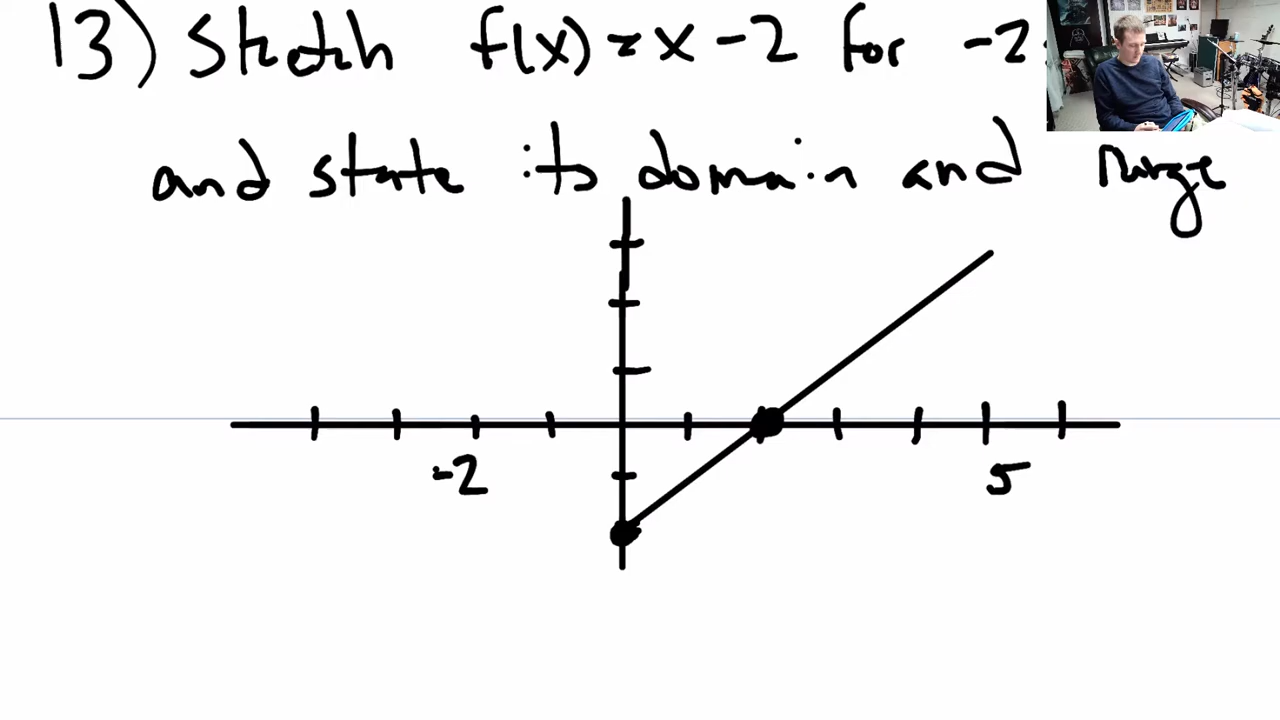 13) Sketch f(x) = x - 2 for -2
and state its domain and range
-2
5